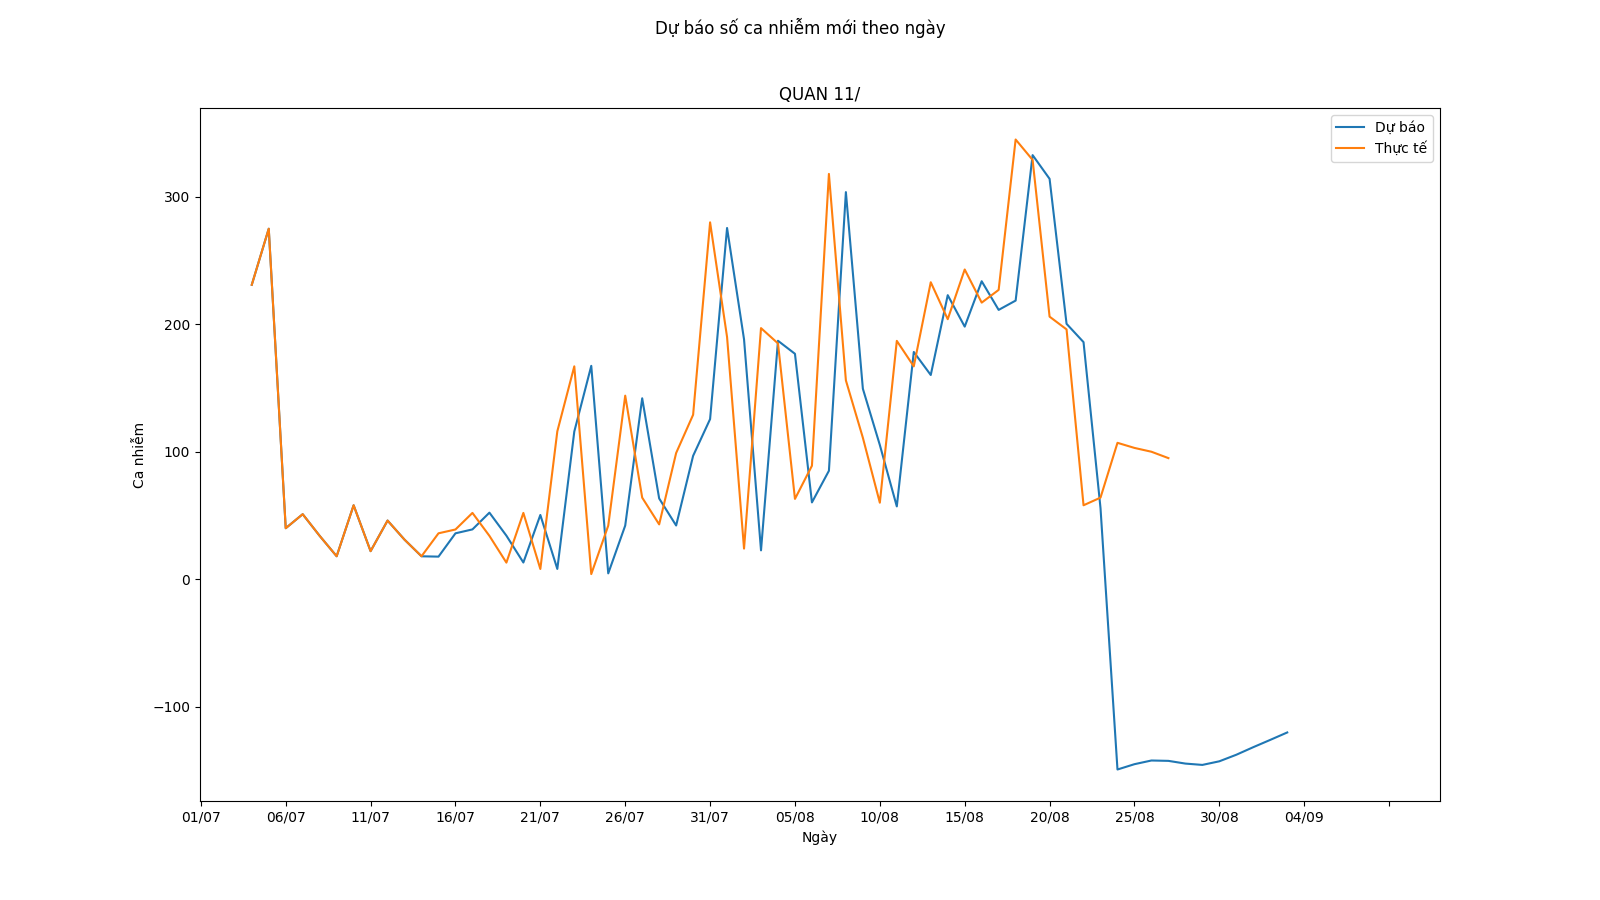 Dự báo số ca nhiễm mới theo ngày
QUAN 11/
Dự báo
Thực tế
300
200
100
0
−100
Ca nhiễm
01/07 06/07 11/07 16/07 21/07 26/07 31/07 05/08 10/08 15/08 20/08 25/08 30/08 04/09
Ngày